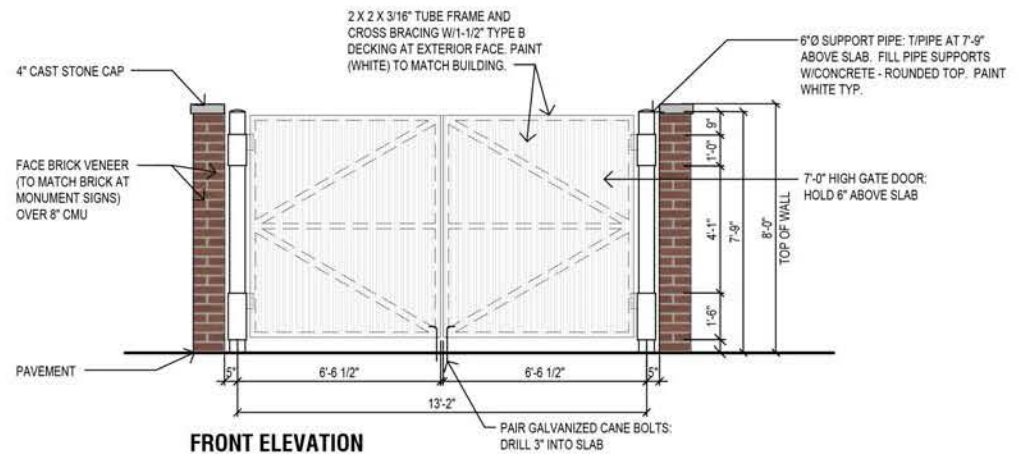 2 X 2 X 3/16" TUBE FRAME AND
CROSS BRACING W/1-1/2" TYPE B
DECKING AT EXTERIOR FACE. PAINT
(WHITE) TO MATCH BUILDING.
6"Ø SUPPORT PIPE: T/PIPE AT 7'-9"
ABOVE SLAB. FILL PIPE SUPPORTS
W/CONCRETE - ROUNDED TOP. PAINT
WHITE TYP.
4" CAST STONE CAP
FACE BRICK VENEER
(TO MATCH BRICK AT
MONUMENT SIGNS)
OVER 8" CMU
9"
1'-0"
4'-1"
1'-6"
7'-9"
8'-0"
TOP OF WALL
7'-0" HIGH GATE DOOR:
HOLD 6" ABOVE SLAB
PAVEMENT
5"
6'-6 1/2"
6'-6 1/2"
5"
13'-2"
PAIR GALVANIZED CANE BOLTS:
DRILL 3" INTO SLAB
FRONT ELEVATION